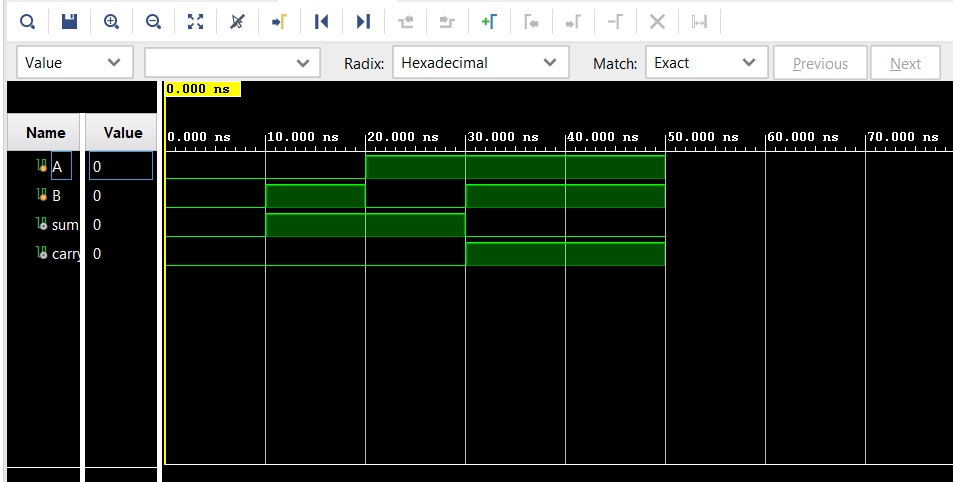 Value Radix: Hexadecimal Match: Exact Previous Next
0.000 ns
Name Value
0.000 ns 10.000 ns 20.000 ns 30.000 ns 40.000 ns 50.000 ns 60.000 ns 70.000 ns
A 0
B 0
sum 0
carry 0